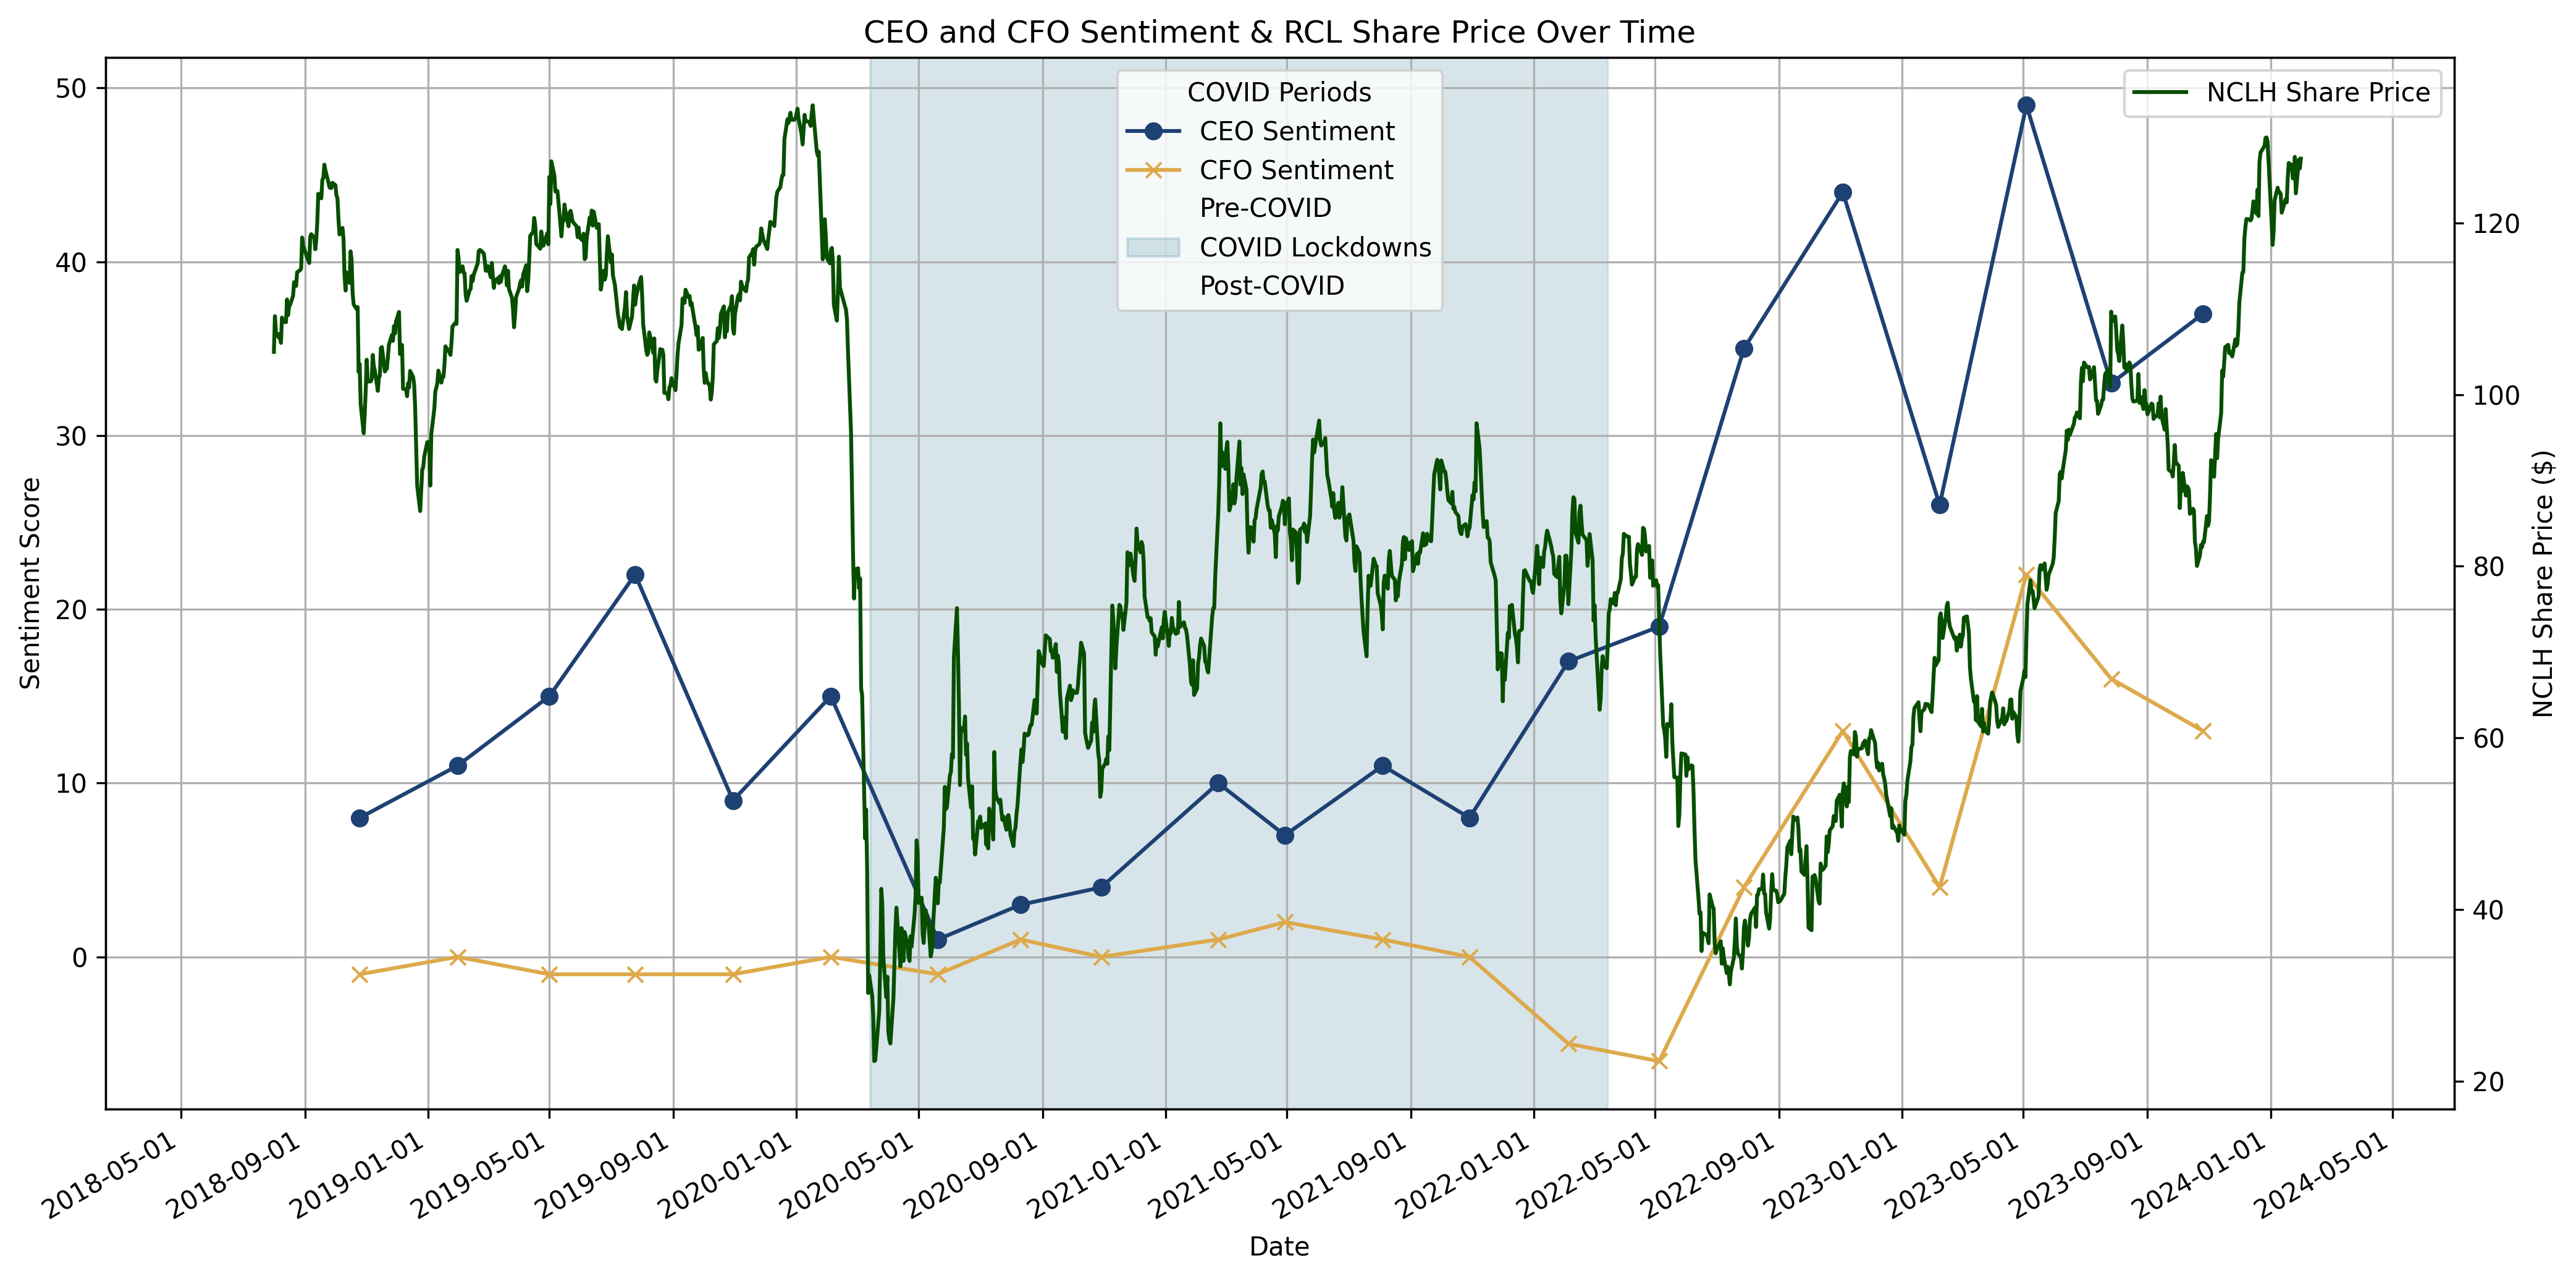 CEO and CFO Sentiment & RCL Share Price Over Time
COVID Periods
CEO Sentiment
CFO Sentiment
Pre-COVID
COVID Lockdowns
Post-COVID
NCLH Share Price
Sentiment Score
50
40
30
20
10
0
NCLH Share Price ($)
120
100
80
60
40
20
2018-05-01
2018-09-01
2019-01-01
2019-05-01
2019-09-01
2020-01-01
2020-05-01
2020-09-01
2021-01-01
2021-05-01
2021-09-01
2022-01-01
2022-05-01
2022-09-01
2023-01-01
2023-05-01
2023-09-01
2024-01-01
2024-05-01
Date